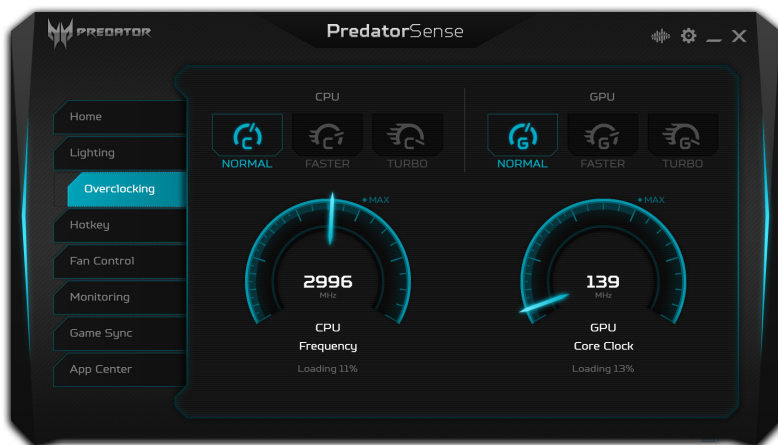 PREDATOR
PredatorSense
Home
Lighting
Overclocking
Hotkey
Fan Control
Monitoring
Game Sync
App Center
CPU
NORMAL FASTER TURBO
GPU
NORMAL FASTER TURBO
MAX
2996
MHz
CPU
Frequency
Loading 11%
MAX
139
MHz
GPU
Core Clock
Loading 13%